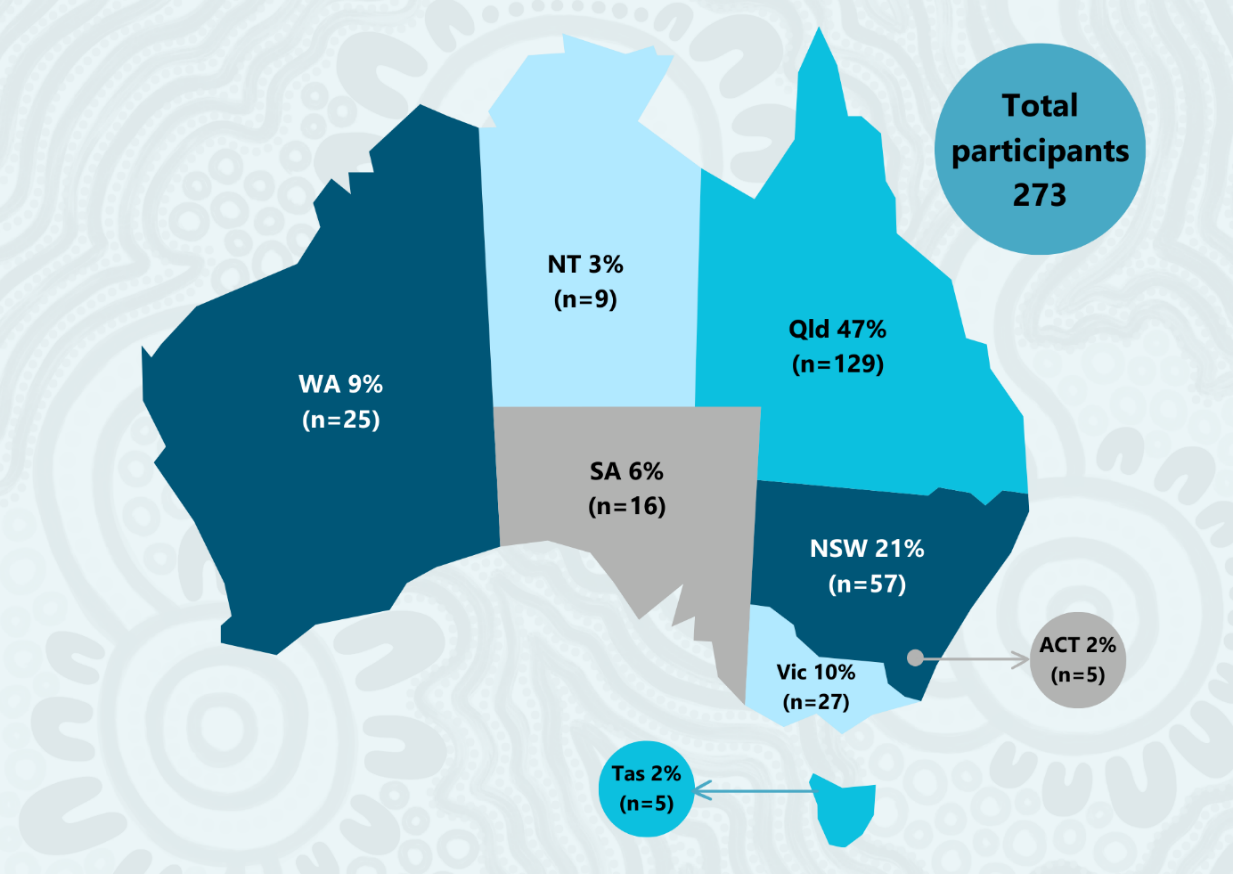 Total
participants
273
NT 3%
(n=9)
Qld 47%
(n=129)
WA 9%
(n=25)
SA 6%
(n=16)
NSW 21%
(n=57)
ACT 2%
(n=5)
Vic 10%
(n=27)
Tas 2%
(n=5)